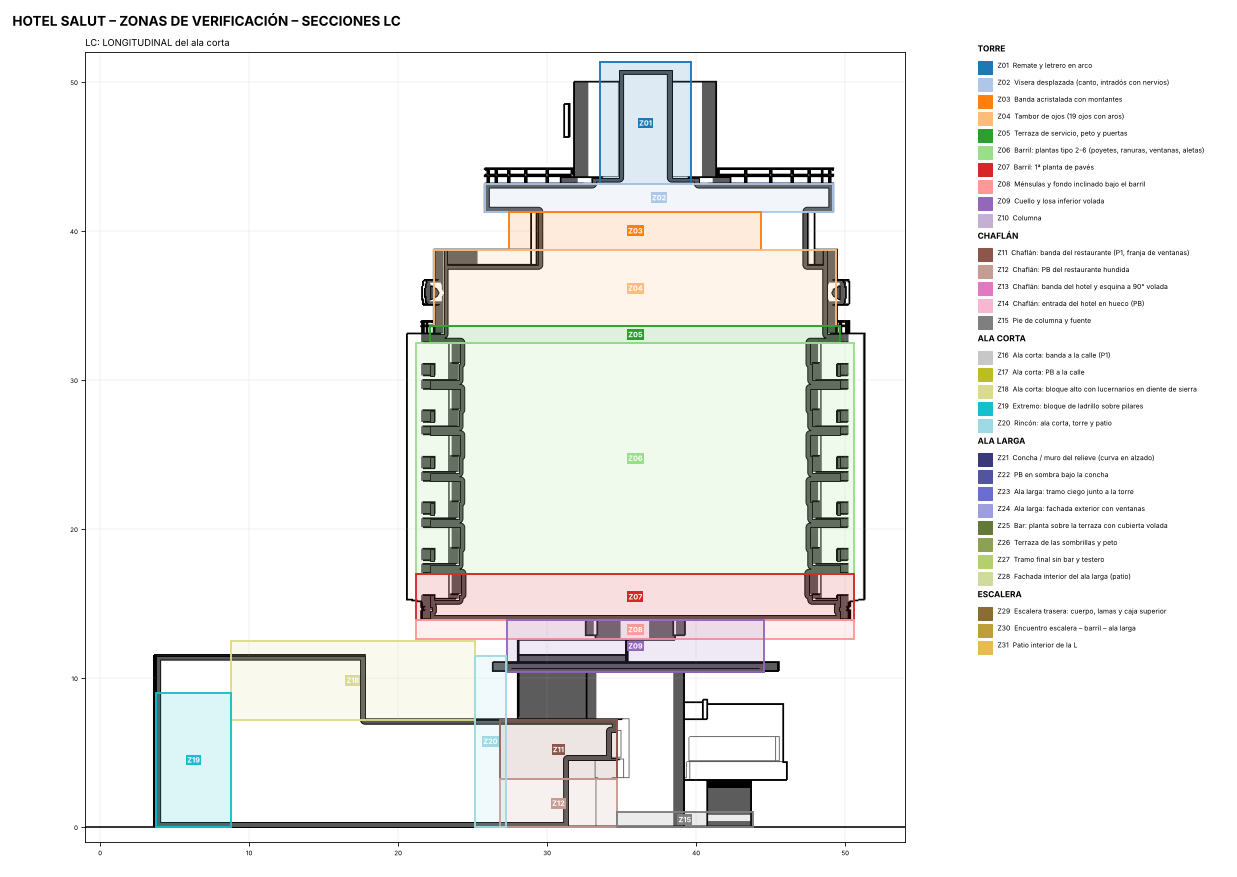 HOTEL SALUT – ZONAS DE VERIFICACIÓN – SECCIONES LC
LC: LONGITUDINAL del ala corta
50
40
30
20
10
0
0
10
20
30
40
50
Z01
Z02
Z03
Z04
Z05
Z06
Z07
Z08
Z09
Z18
Z20
Z11
Z19
Z12
Z15
TORRE
Z01 Remate y letrero en arco
Z02 Visera desplazada (canto, intradós con nervios)
Z03 Banda acristalada con montantes
Z04 Tambor de ojos (19 ojos con aros)
Z05 Terraza de servicio, peto y puertas
Z06 Barril: plantas tipo 2-6 (poyetes, ranuras, ventanas, aletas)
Z07 Barril: 1ª planta de pavés
Z08 Ménsulas y fondo inclinado bajo el barril
Z09 Cuello y losa inferior volada
Z10 Columna
CHAFLÁN
Z11 Chaflán: banda del restaurante (P1, franja de ventanas)
Z12 Chaflán: PB del restaurante hundida
Z13 Chaflán: banda del hotel y esquina a 90° volada
Z14 Chaflán: entrada del hotel en hueco (PB)
Z15 Pie de columna y fuente
ALA CORTA
Z16 Ala corta: banda a la calle (P1)
Z17 Ala corta: PB a la calle
Z18 Ala corta: bloque alto con lucernarios en diente de sierra
Z19 Extremo: bloque de ladrillo sobre pilares
Z20 Rincón: ala corta, torre y patio
ALA LARGA
Z21 Concha / muro del relieve (curva en alzado)
Z22 PB en sombra bajo la concha
Z23 Ala larga: tramo ciego junto a la torre
Z24 Ala larga: fachada exterior con ventanas
Z25 Bar: planta sobre la terraza con cubierta volada
Z26 Terraza de las sombrillas y peto
Z27 Tramo final sin bar y testero
Z28 Fachada interior del ala larga (patio)
ESCALERA
Z29 Escalera trasera: cuerpo, lamas y caja superior
Z30 Encuentro escalera – barril – ala larga
Z31 Patio interior de la L